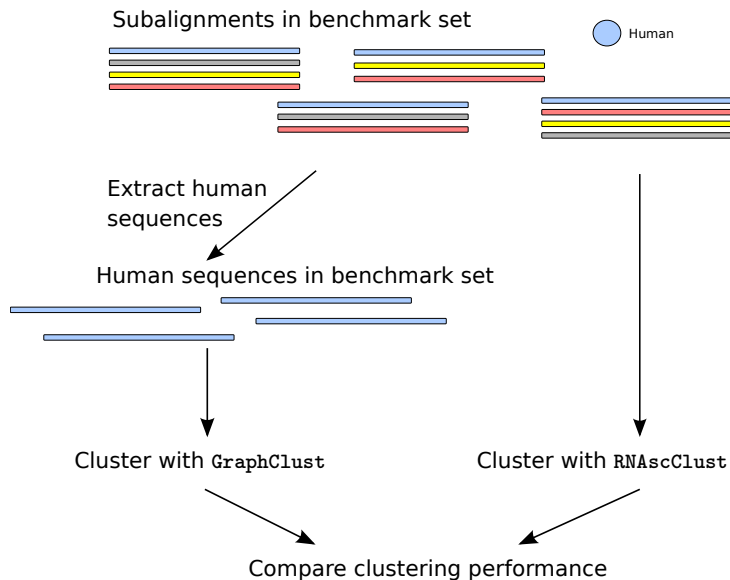 Subalignments in benchmark set
Human
Extract human
sequences
Human sequences in benchmark set
Cluster with GraphClust
Cluster with RNAscClust
Compare clustering performance